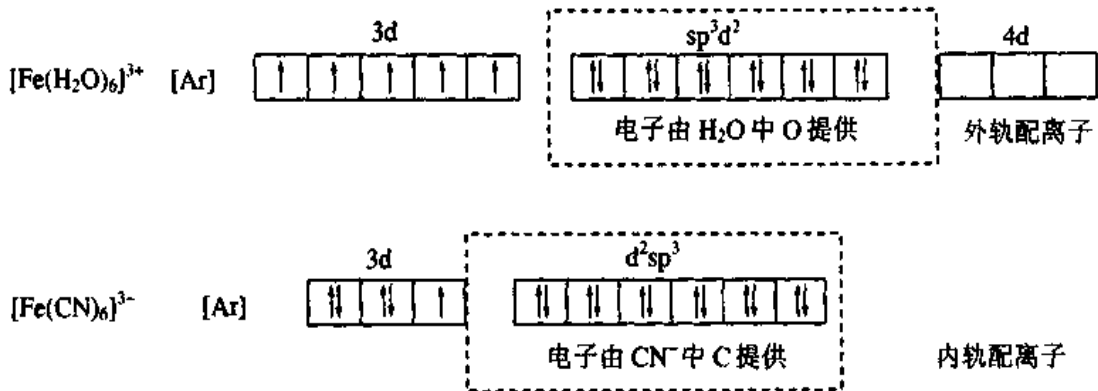 3d sp³d² 4d
[Fe(H₂O)₆]³⁺ [Ar]
电子由 H₂O 中 O 提供 外轨配离子
3d d²sp³
[Fe(CN)₆]³⁻ [Ar]
电子由 CN⁻ 中 C 提供 内轨配离子